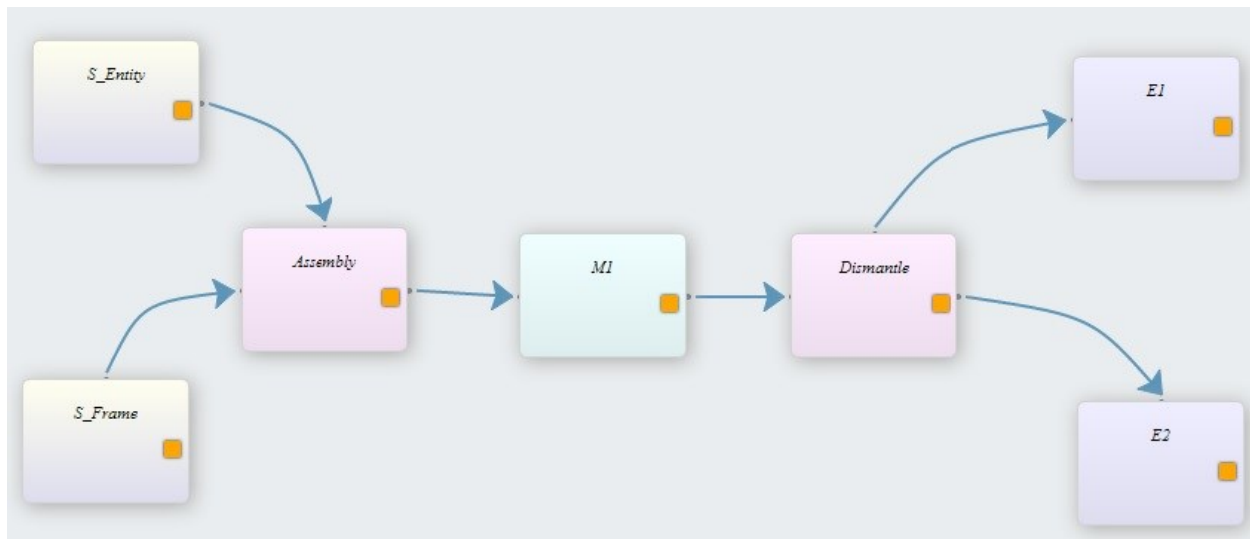 S_Entity
E1
Assembly
M1
Dismantle
S_Frame
E2